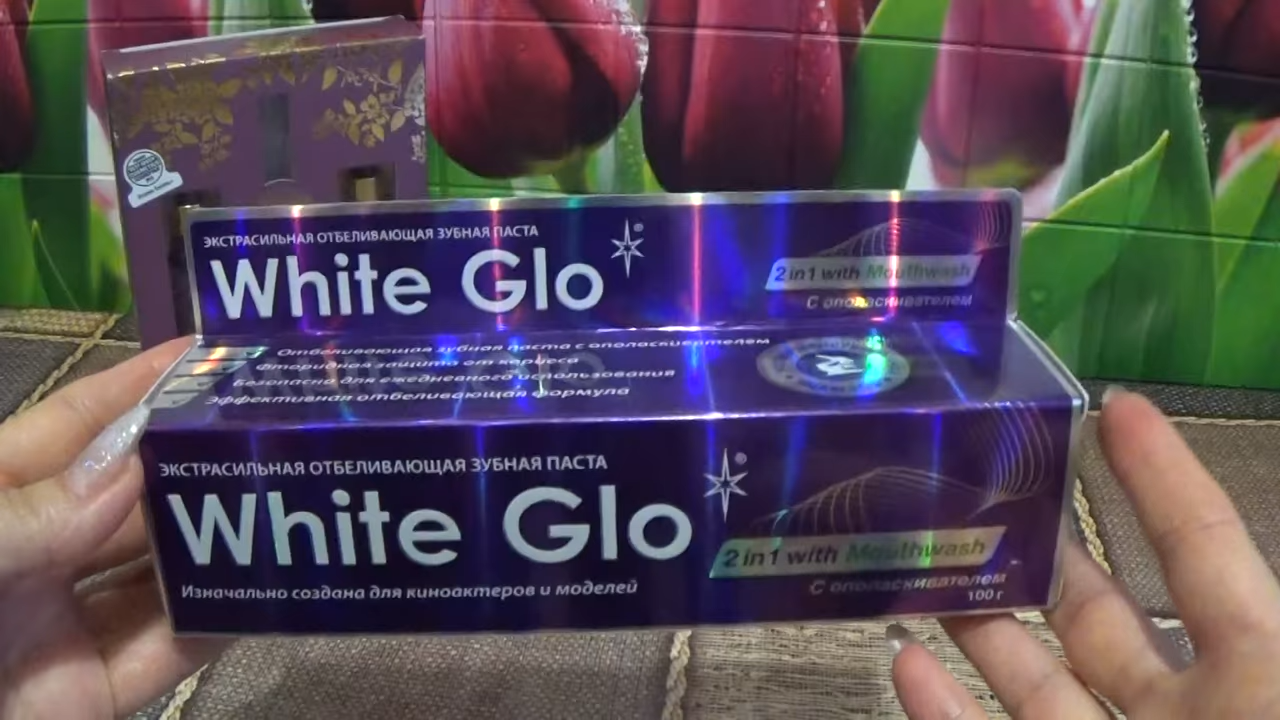 ЭКСТРАСИЛЬНАЯ ОТБЕЛИВАЮЩАЯ ЗУБНАЯ ПАСТА
White Glo
2 in 1 with Mouthwash
С ополаскивателем
Отбеливающая зубная паста с ополаскивателем
Фторидная защита от кариеса
Безопасно для ежедневного использования
Эффективная отбеливающая формула
ЭКСТРАСИЛЬНАЯ ОТБЕЛИВАЮЩАЯ ЗУБНАЯ ПАСТА
White Glo
2 in 1 with Mouthwash
Изначально создана для киноактеров и моделей
С ополаскивателем
100 г